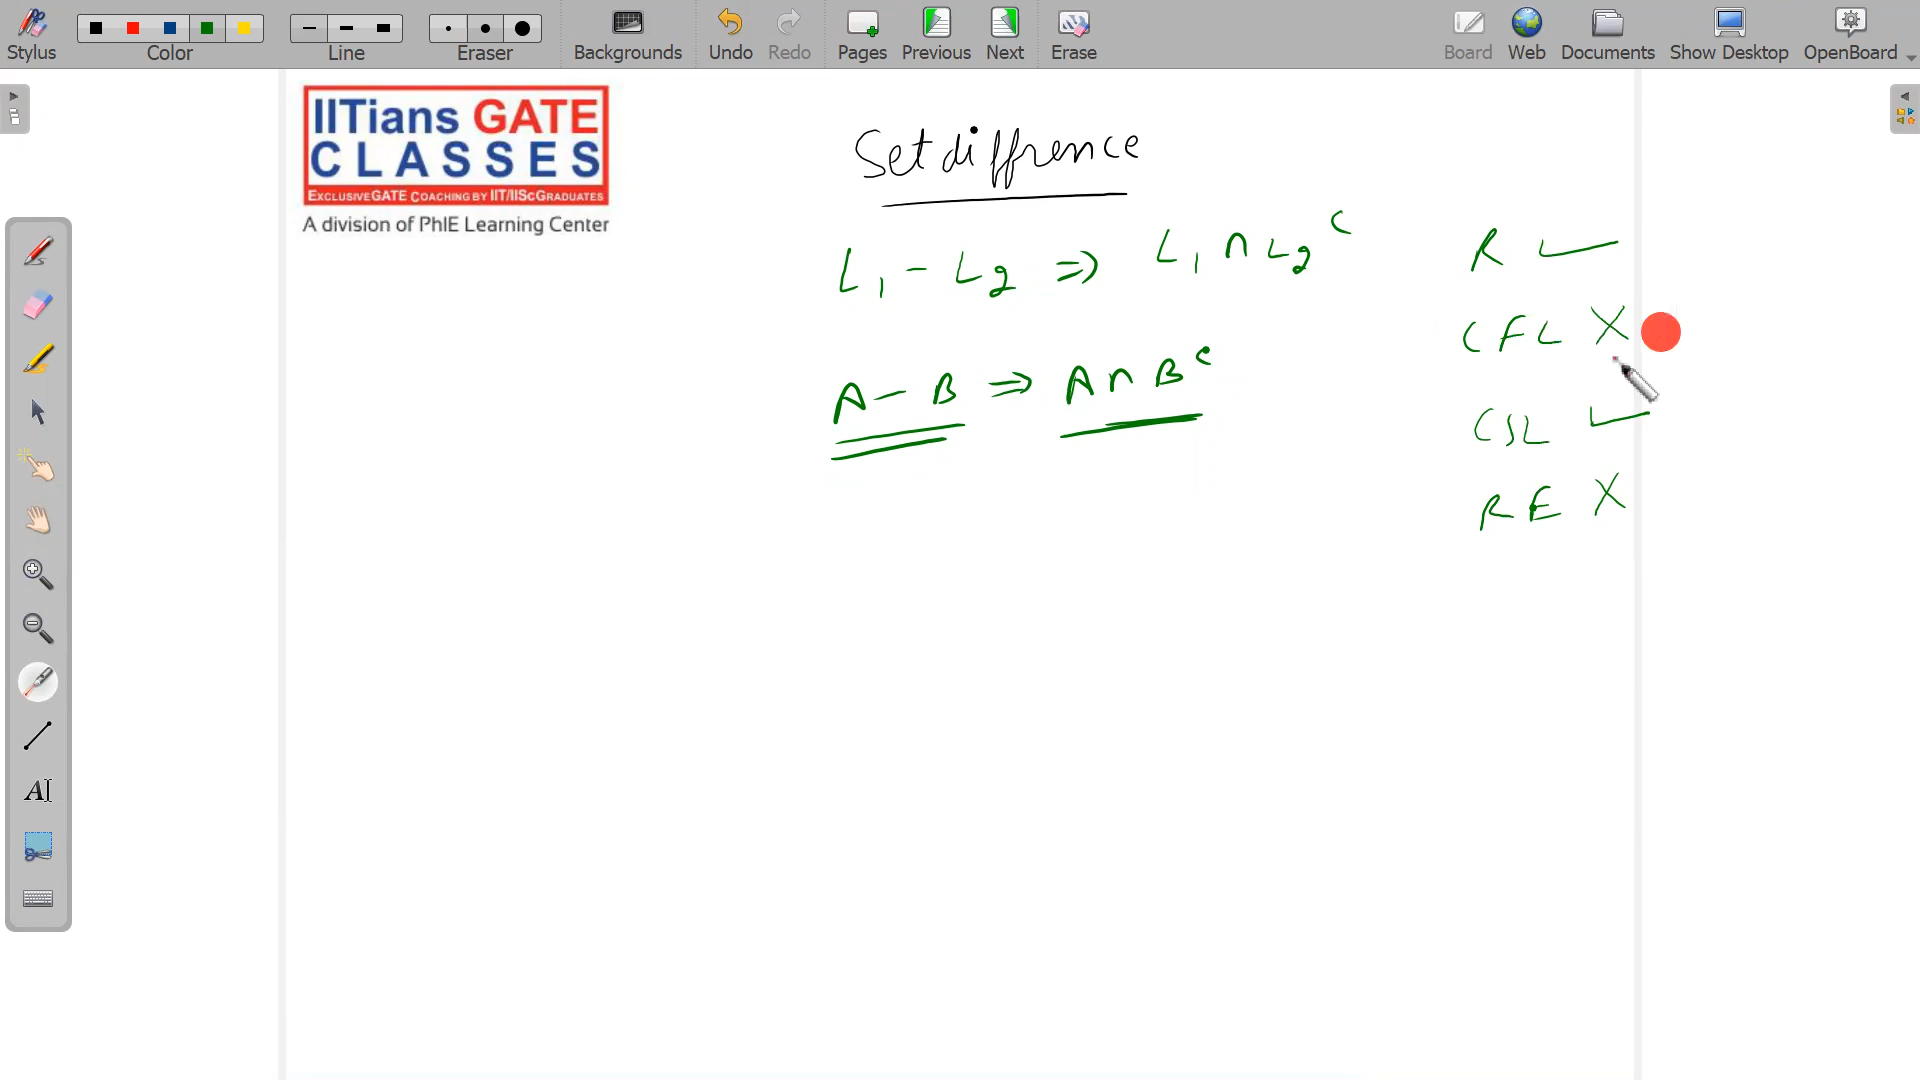 Stylus Color Line Eraser Backgrounds Undo Redo Pages Previous Next Erase Board Web Documents Show Desktop OpenBoard
IITians GATE
CLASSES
EXCLUSIVE GATE COACHING BY IIT/IISc GRADUATES
A division of PhIE Learning Center
Set diffrence
L₁ - L₂ ⇒ L₁ ∩ L₂ᶜ
A - B ⇒ A ∩ Bᶜ
R ✓
CFL X
CSL ✓
RE X
AI